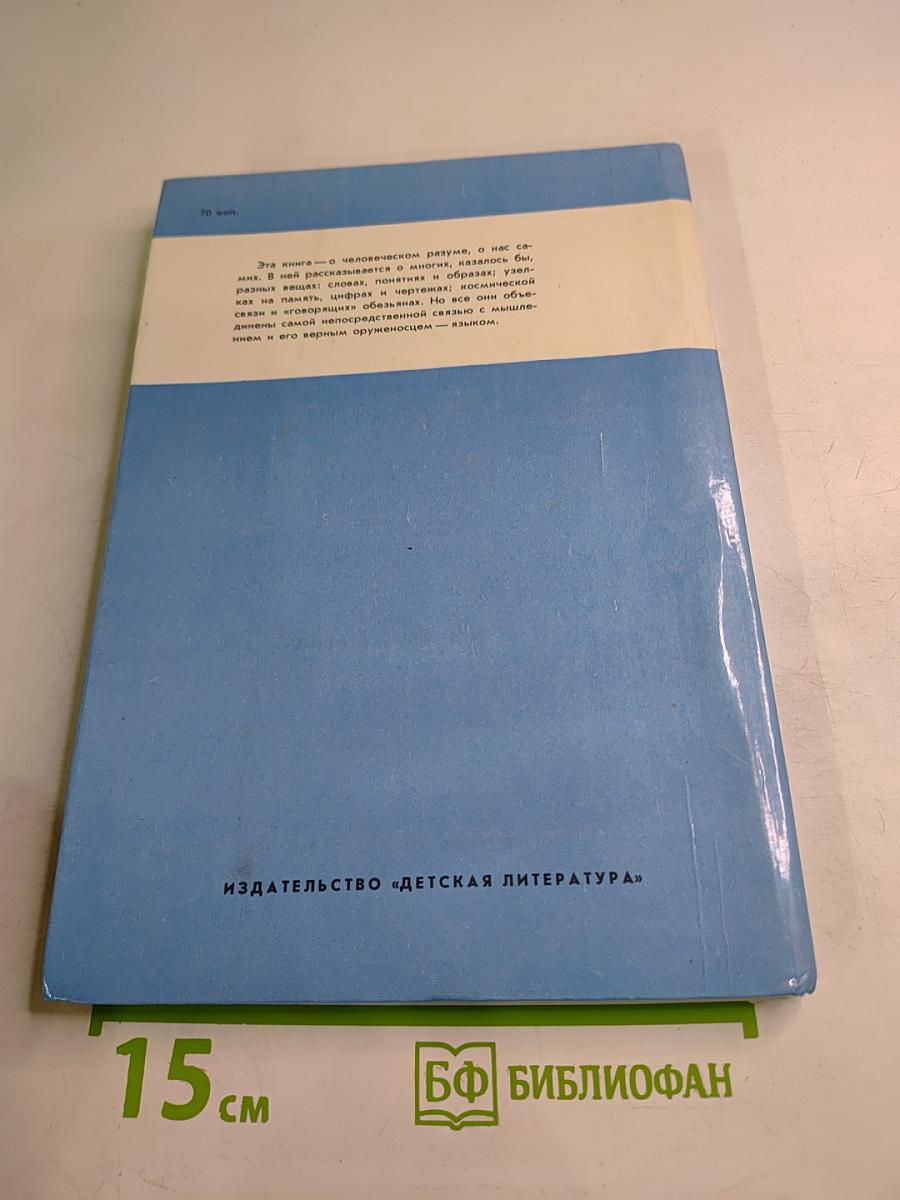 70 коп.
Эта книга — о человеческом разуме, о нас са-
мих. В ней рассказывается о многих, казалось бы,
разных вещах: словах, понятиях и образах; узел-
ках на память, цифрах и чертежах; космической
связи и «говорящих» обезьянах. Но все они объе-
динены самой непосредственной связью с мышле-
нием и его верным оруженосцем — языком.
ИЗДАТЕЛЬСТВО «ДЕТСКАЯ ЛИТЕРАТУРА»
15 см
БФ БИБЛИОФАН